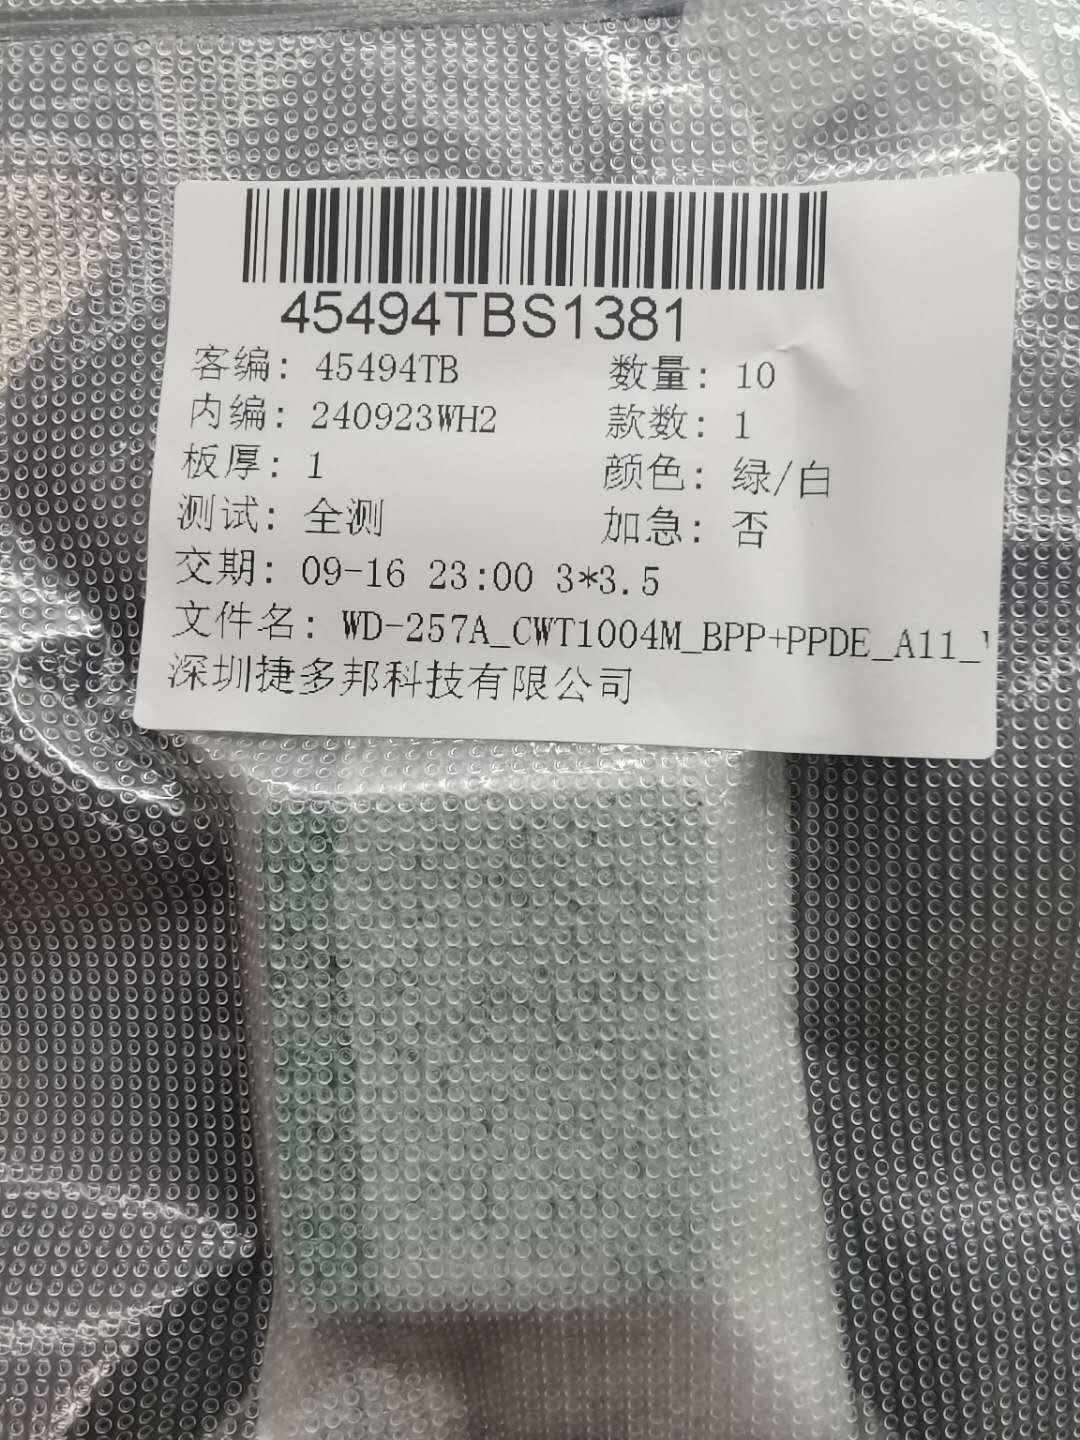 45494TBS1381
客编: 45494TB 数量: 10
内编: 240923WH2 款数: 1
板厚: 1 颜色: 绿/白
测试: 全测 加急: 否
交期: 09-16 23:00 3*3.5
文件名: WD-257A_CWT1004M_BPP+PPDE_A11_
深圳捷多邦科技有限公司